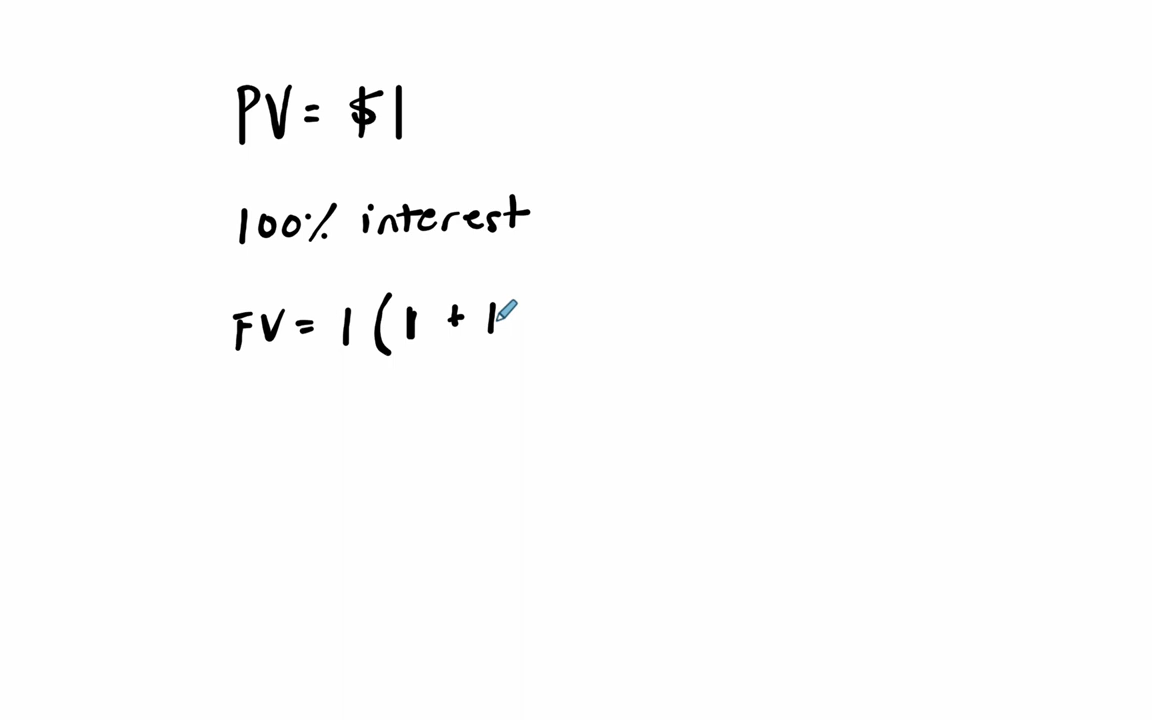 PV = $1
100% interest
FV = 1 (1 + 1